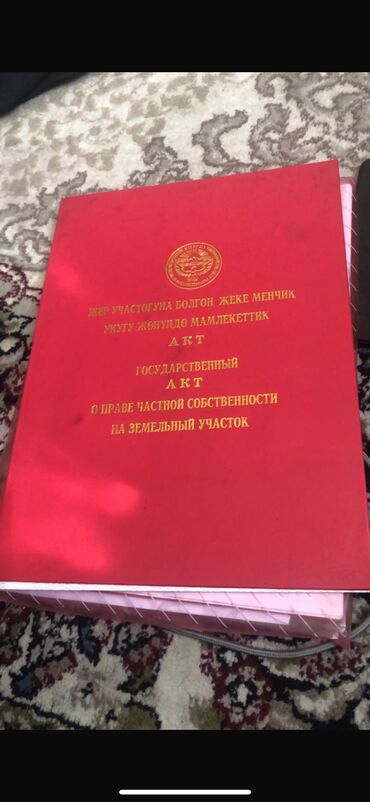 ЖЕР УЧАСТОГУНА БОЛГОН ЖЕКЕ МЕНЧИК
УКУГУ ЖӨНҮНДӨ МАМЛЕКЕТТИК
АКТ
ГОСУДАРСТВЕННЫЙ
АКТ
О ПРАВЕ ЧАСТНОЙ СОБСТВЕННОСТИ
НА ЗЕМЕЛЬНЫЙ УЧАСТОК